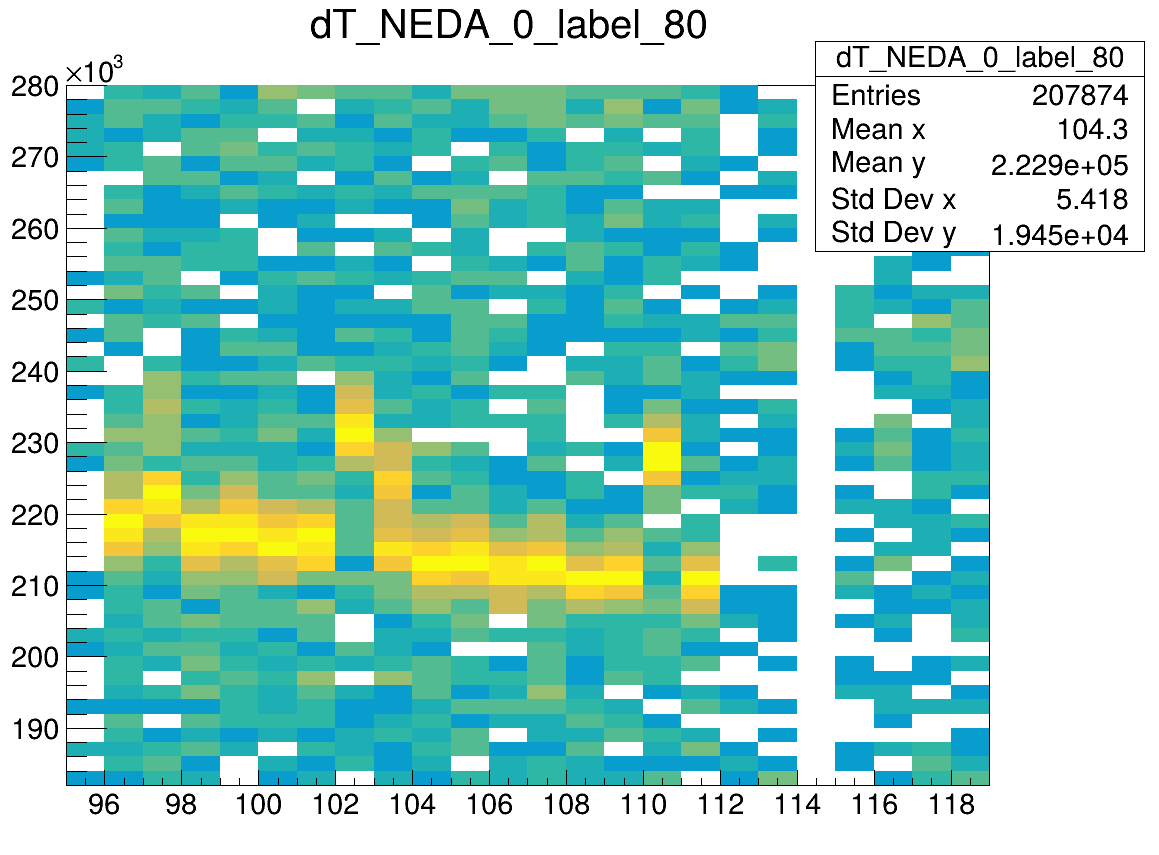 dT_NEDA_0_label_80
×10³
dT_NEDA_0_label_80
Entries 207874
Mean x 104.3
Mean y 2.229e+05
Std Dev x 5.418
Std Dev y 1.945e+04
280
270
260
250
240
230
220
210
200
190
96 98 100 102 104 106 108 110 112 114 116 118